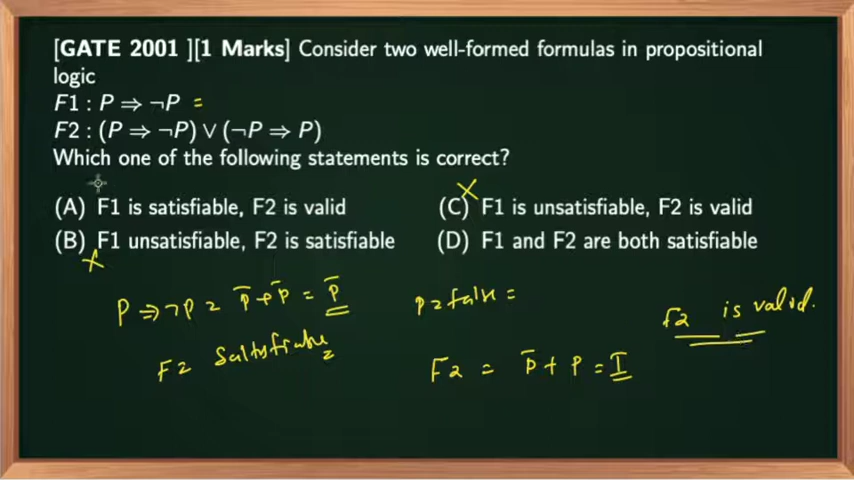 [GATE 2001 ][1 Marks] Consider two well-formed formulas in propositional
logic
F1 : P ⇒ ¬P =
F2 : (P ⇒ ¬P) ∨ (¬P ⇒ P)
Which one of the following statements is correct?
(A) F1 is satisfiable, F2 is valid
(C) F1 is unsatisfiable, F2 is valid
(B) F1 unsatisfiable, F2 is satisfiable
(D) F1 and F2 are both satisfiable
P ⇒ ¬P = P̄ + P̄ = P̄
P = false =
F2 is valid.
F2 = P̄ + P = I